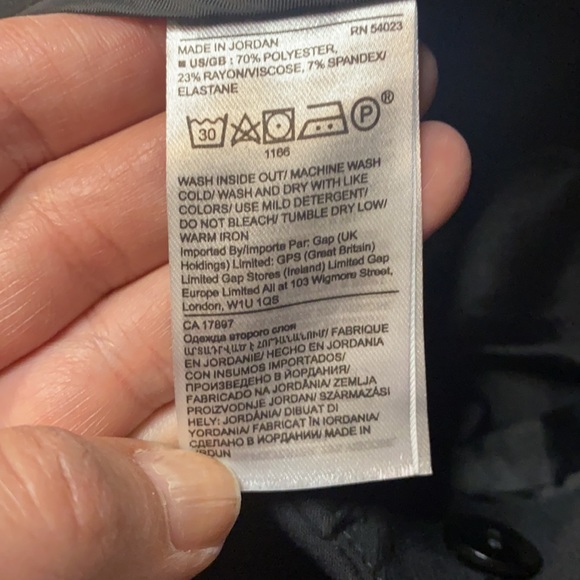 RN 54023
MADE IN JORDAN
■ US/GB : 70% POLYESTER,
23% RAYON/VISCOSE, 7% SPANDEX/
ELASTANE
30 P®
1166
WASH INSIDE OUT/ MACHINE WASH
COLD/ WASH AND DRY WITH LIKE
COLORS/ USE MILD DETERGENT/
DO NOT BLEACH/ TUMBLE DRY LOW/
WARM IRON
Imported By/Importe Par: Gap (UK
Holdings) Limited: GPS (Great Britain)
Limited Gap Stores (Ireland) Limited Gap
Europe Limited All at 103 Wigmore Street,
London, W1U 1QS
CA 17897
Одежда второго слоя
ԱՐՏԱԴՐՎԱԾ Է ՀՈՐԴԱՆԱՆՈՒՄ/ FABRIQUE
EN JORDANIE/ HECHO EN JORDANIA
CON INSUMOS IMPORTADOS/
ПРОИЗВЕДЕНО В ЙОРДАНИЯ/
FABRICADO NA JORDÂNIA/ ZEMLJA
PROIZVODNJE JORDAN/ SZÁRMAZÁSI
HELY: JORDÁNIA/ DIBUAT DI
YORDANIA/ FABRICAT ÎN IORDANIA/
СДЕЛАНО В ИОРДАНИИ/ MADE IN